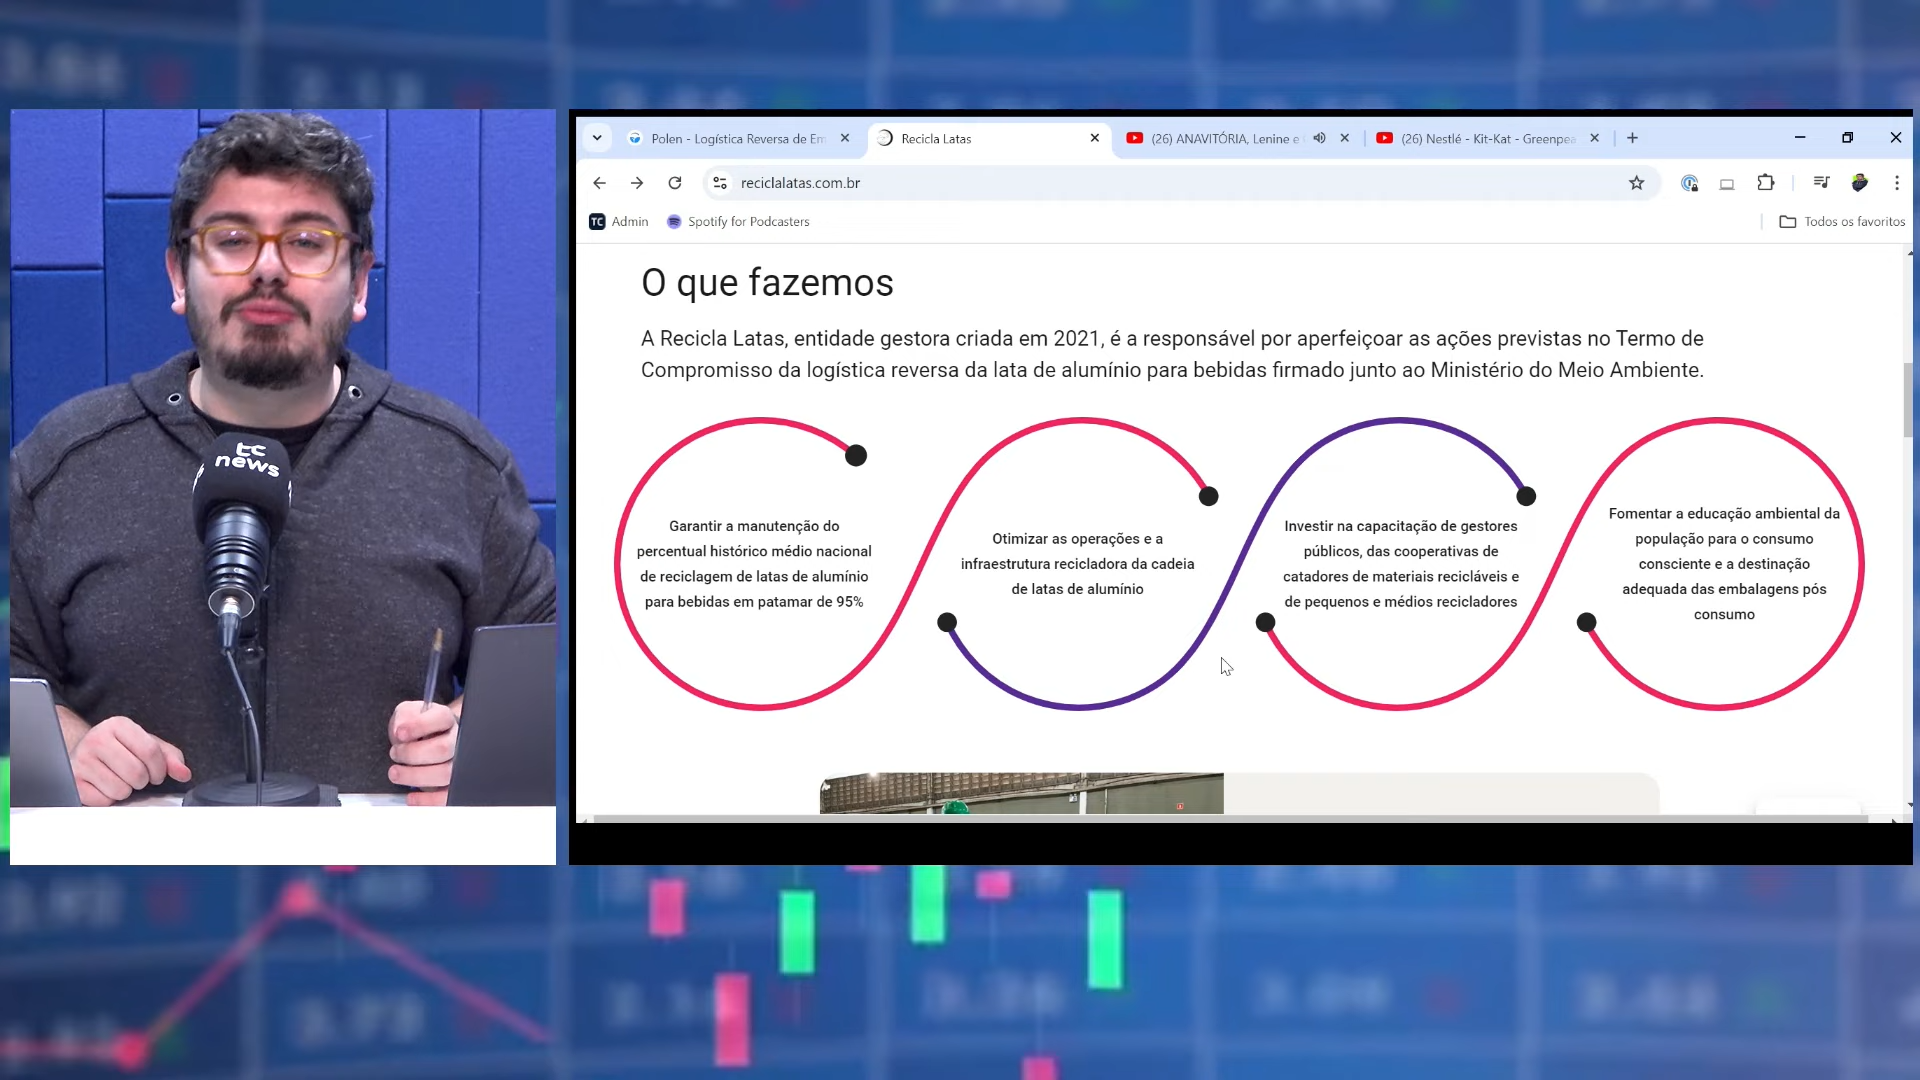 tc
news
Polen - Logística Reversa de Em
Recicla Latas
(26) ANAVITÓRIA, Lenine e
(26) Nestlé - Kit-Kat - Greenpea
reciclalatas.com.br
TC Admin
Spotify for Podcasters
Todos os favoritos
O que fazemos
A Recicla Latas, entidade gestora criada em 2021, é a responsável por aperfeiçoar as ações previstas no Termo de
Compromisso da logística reversa da lata de alumínio para bebidas firmado junto ao Ministério do Meio Ambiente.
Garantir a manutenção do
percentual histórico médio nacional
de reciclagem de latas de alumínio
para bebidas em patamar de 95%
Otimizar as operações e a
infraestrutura recicladora da cadeia
de latas de alumínio
Investir na capacitação de gestores
públicos, das cooperativas de
catadores de materiais recicláveis e
de pequenos e médios recicladores
Fomentar a educação ambiental da
população para o consumo
consciente e a destinação
adequada das embalagens pós
consumo